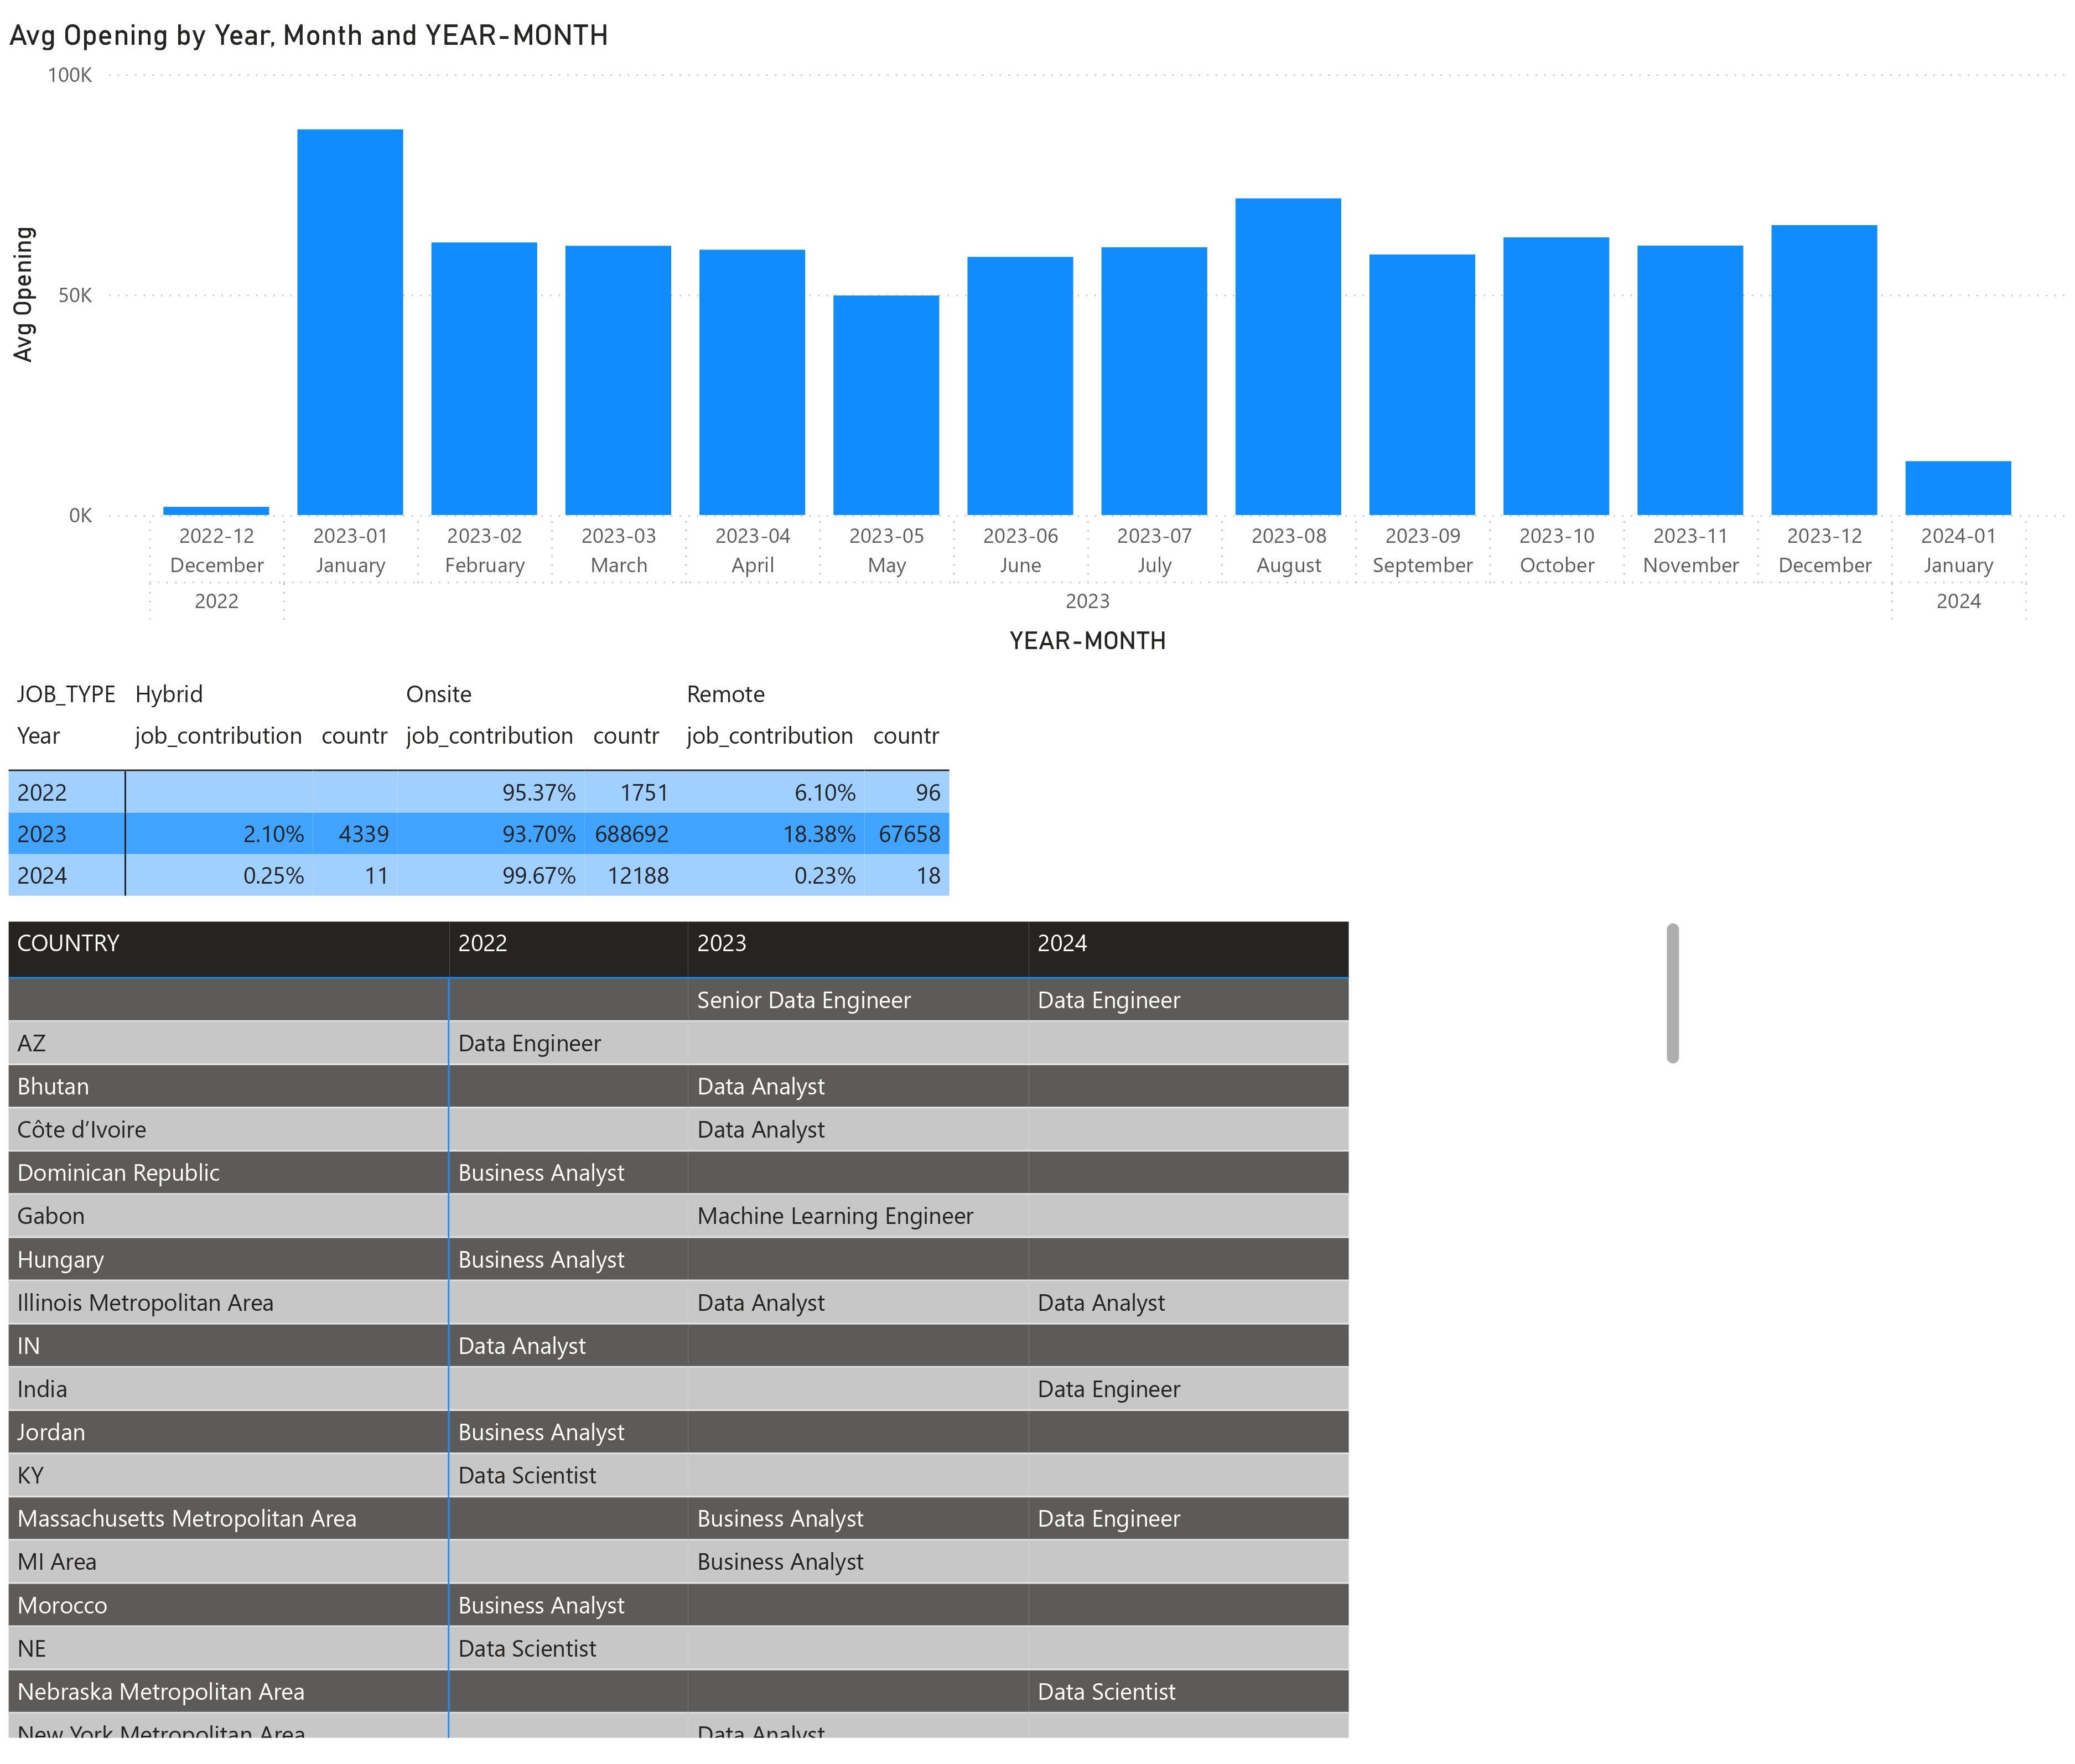 Avg Opening by Year, Month and YEAR-MONTH
100K
50K
0K
Avg Opening
2022-12 2023-01 2023-02 2023-03 2023-04 2023-05 2023-06 2023-07 2023-08 2023-09 2023-10 2023-11 2023-12 2024-01
December January February March April May June July August September October November December January
2022 2023 2024
YEAR-MONTH
JOB_TYPE Hybrid Onsite Remote
Year job_contribution countr job_contribution countr job_contribution countr
2022 95.37% 1751 6.10% 96
2023 2.10% 4339 93.70% 688692 18.38% 67658
2024 0.25% 11 99.67% 12188 0.23% 18
COUNTRY 2022 2023 2024
Senior Data Engineer Data Engineer
AZ Data Engineer
Bhutan Data Analyst
Côte d’Ivoire Data Analyst
Dominican Republic Business Analyst
Gabon Machine Learning Engineer
Hungary Business Analyst
Illinois Metropolitan Area Data Analyst Data Analyst
IN Data Analyst
India Data Engineer
Jordan Business Analyst
KY Data Scientist
Massachusetts Metropolitan Area Business Analyst Data Engineer
MI Area Business Analyst
Morocco Business Analyst
NE Data Scientist
Nebraska Metropolitan Area Data Scientist
New York Metropolitan Area Data Analyst